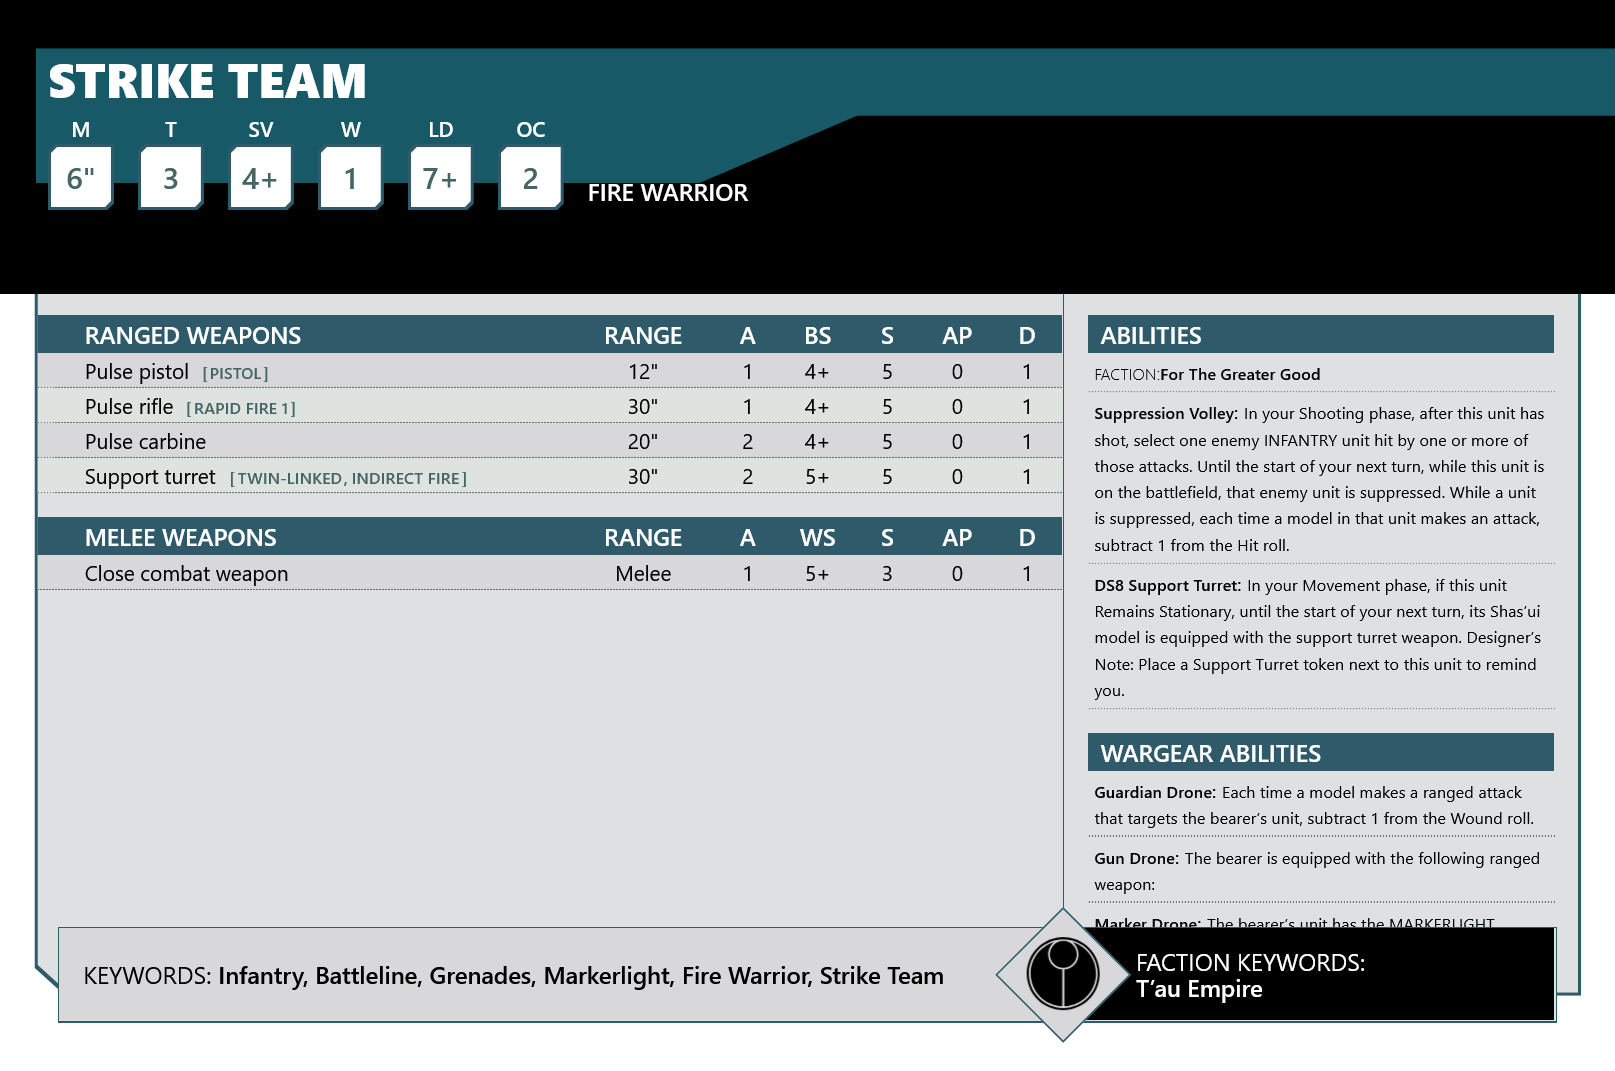 STRIKE TEAM
M T SV W LD OC
6" 3 4+ 1 7+ 2
FIRE WARRIOR
RANGED WEAPONS RANGE A BS S AP D
Pulse pistol [PISTOL] 12" 1 4+ 5 0 1
Pulse rifle [RAPID FIRE 1] 30" 1 4+ 5 0 1
Pulse carbine 20" 2 4+ 5 0 1
Support turret [TWIN-LINKED, INDIRECT FIRE] 30" 2 5+ 5 0 1
MELEE WEAPONS RANGE A WS S AP D
Close combat weapon Melee 1 5+ 3 0 1
ABILITIES
FACTION:For The Greater Good
Suppression Volley: In your Shooting phase, after this unit has
shot, select one enemy INFANTRY unit hit by one or more of
those attacks. Until the start of your next turn, while this unit is
on the battlefield, that enemy unit is suppressed. While a unit
is suppressed, each time a model in that unit makes an attack,
subtract 1 from the Hit roll.
DS8 Support Turret: In your Movement phase, if this unit
Remains Stationary, until the start of your next turn, its Shas’ui
model is equipped with the support turret weapon. Designer’s
Note: Place a Support Turret token next to this unit to remind
you.
WARGEAR ABILITIES
Guardian Drone: Each time a model makes a ranged attack
that targets the bearer’s unit, subtract 1 from the Wound roll.
Gun Drone: The bearer is equipped with the following ranged
weapon:
Marker Drone: The bearer’s unit has the MARKERLIGHT
KEYWORDS: Infantry, Battleline, Grenades, Markerlight, Fire Warrior, Strike Team
FACTION KEYWORDS:
T’au Empire